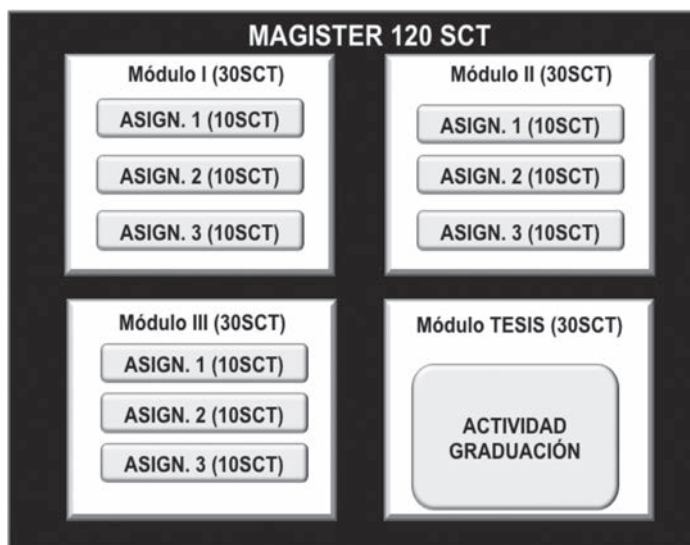 MAGISTER 120 SCT
Módulo I (30SCT)
ASIGN. 1 (10SCT)
ASIGN. 2 (10SCT)
ASIGN. 3 (10SCT)
Módulo II (30SCT)
ASIGN. 1 (10SCT)
ASIGN. 2 (10SCT)
ASIGN. 3 (10SCT)
Módulo III (30SCT)
ASIGN. 1 (10SCT)
ASIGN. 2 (10SCT)
ASIGN. 3 (10SCT)
Módulo TESIS (30SCT)
ACTIVIDAD
GRADUACIÓN